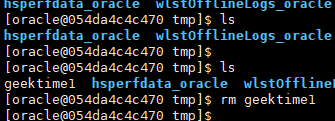 hsperfdata_oracle wlstOfflineLogs_oracle
[oracle@054da4c4c470 tmp]$ ls
hsperfdata_oracle wlstOfflineLogs_oracle
[oracle@054da4c4c470 tmp]$
[oracle@054da4c4c470 tmp]$ ls
geektime1 hsperfdata_oracle wlstOfflineL
[oracle@054da4c4c470 tmp]$ rm geektime1